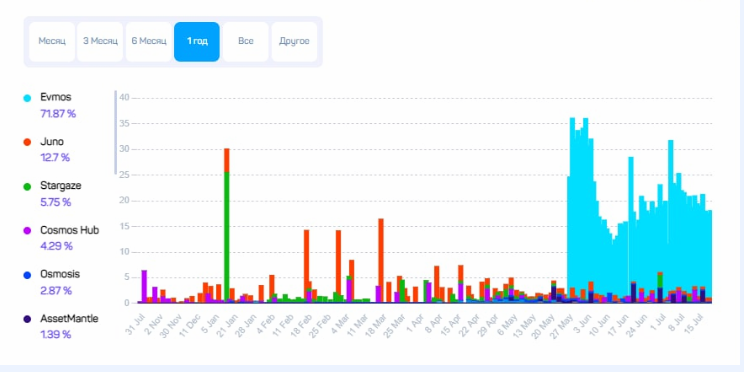 Месяц 3 Месяц 6 Месяц 1 год Все Другое
Evmos
71.87 %
Juno
12.7 %
Stargaze
5.75 %
Cosmos Hub
4.29 %
Osmosis
2.87 %
AssetMantle
1.39 %
40
35
30
25
20
15
10
5
0
31 Jul 2 Nov 30 Nov 11 Dec 5 Jan 21 Jan 28 Jan 4 Feb 11 Feb 18 Feb 25 Feb 4 Mar 11 Mar 18 Mar 25 Mar 1 Apr 8 Apr 15 Apr 22 Apr 29 Apr 6 May 13 May 20 May 27 May 3 Jun 10 Jun 17 Jun 24 Jun 1 Jul 8 Jul 15 Jul